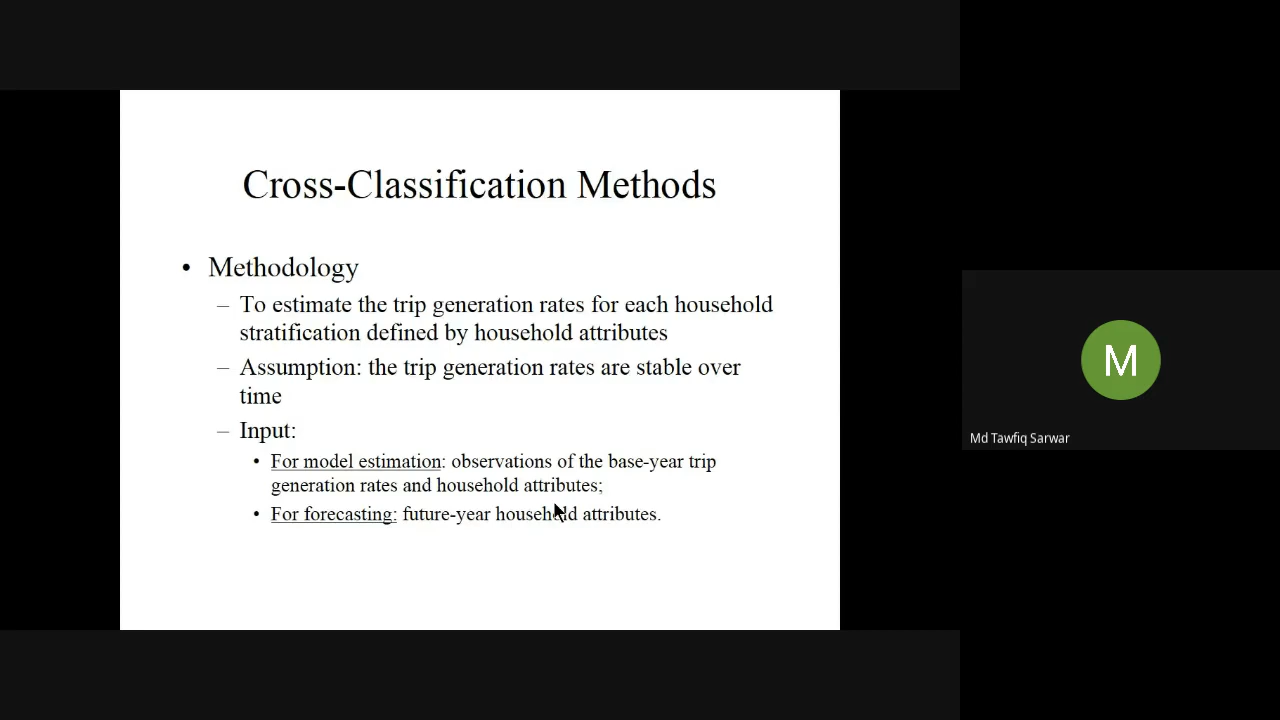 Cross-Classification Methods
• Methodology
– To estimate the trip generation rates for each household
stratification defined by household attributes
– Assumption: the trip generation rates are stable over
time
– Input:
• For model estimation: observations of the base-year trip
generation rates and household attributes;
• For forecasting: future-year household attributes.
M
Md Tawfiq Sarwar